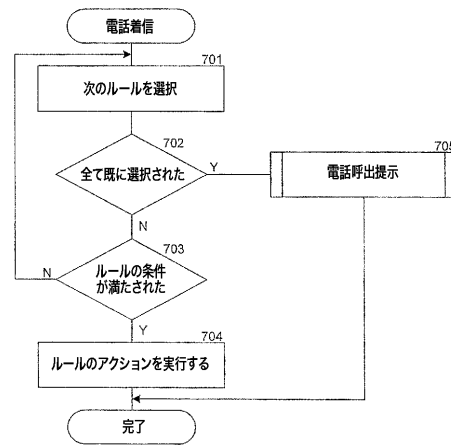 電話着信
701
次のルールを選択
702
全て既に選択された
Y
705
電話呼出提示
N
703
ルールの条件
が満たされた
N
Y
704
ルールのアクションを実行する
完了